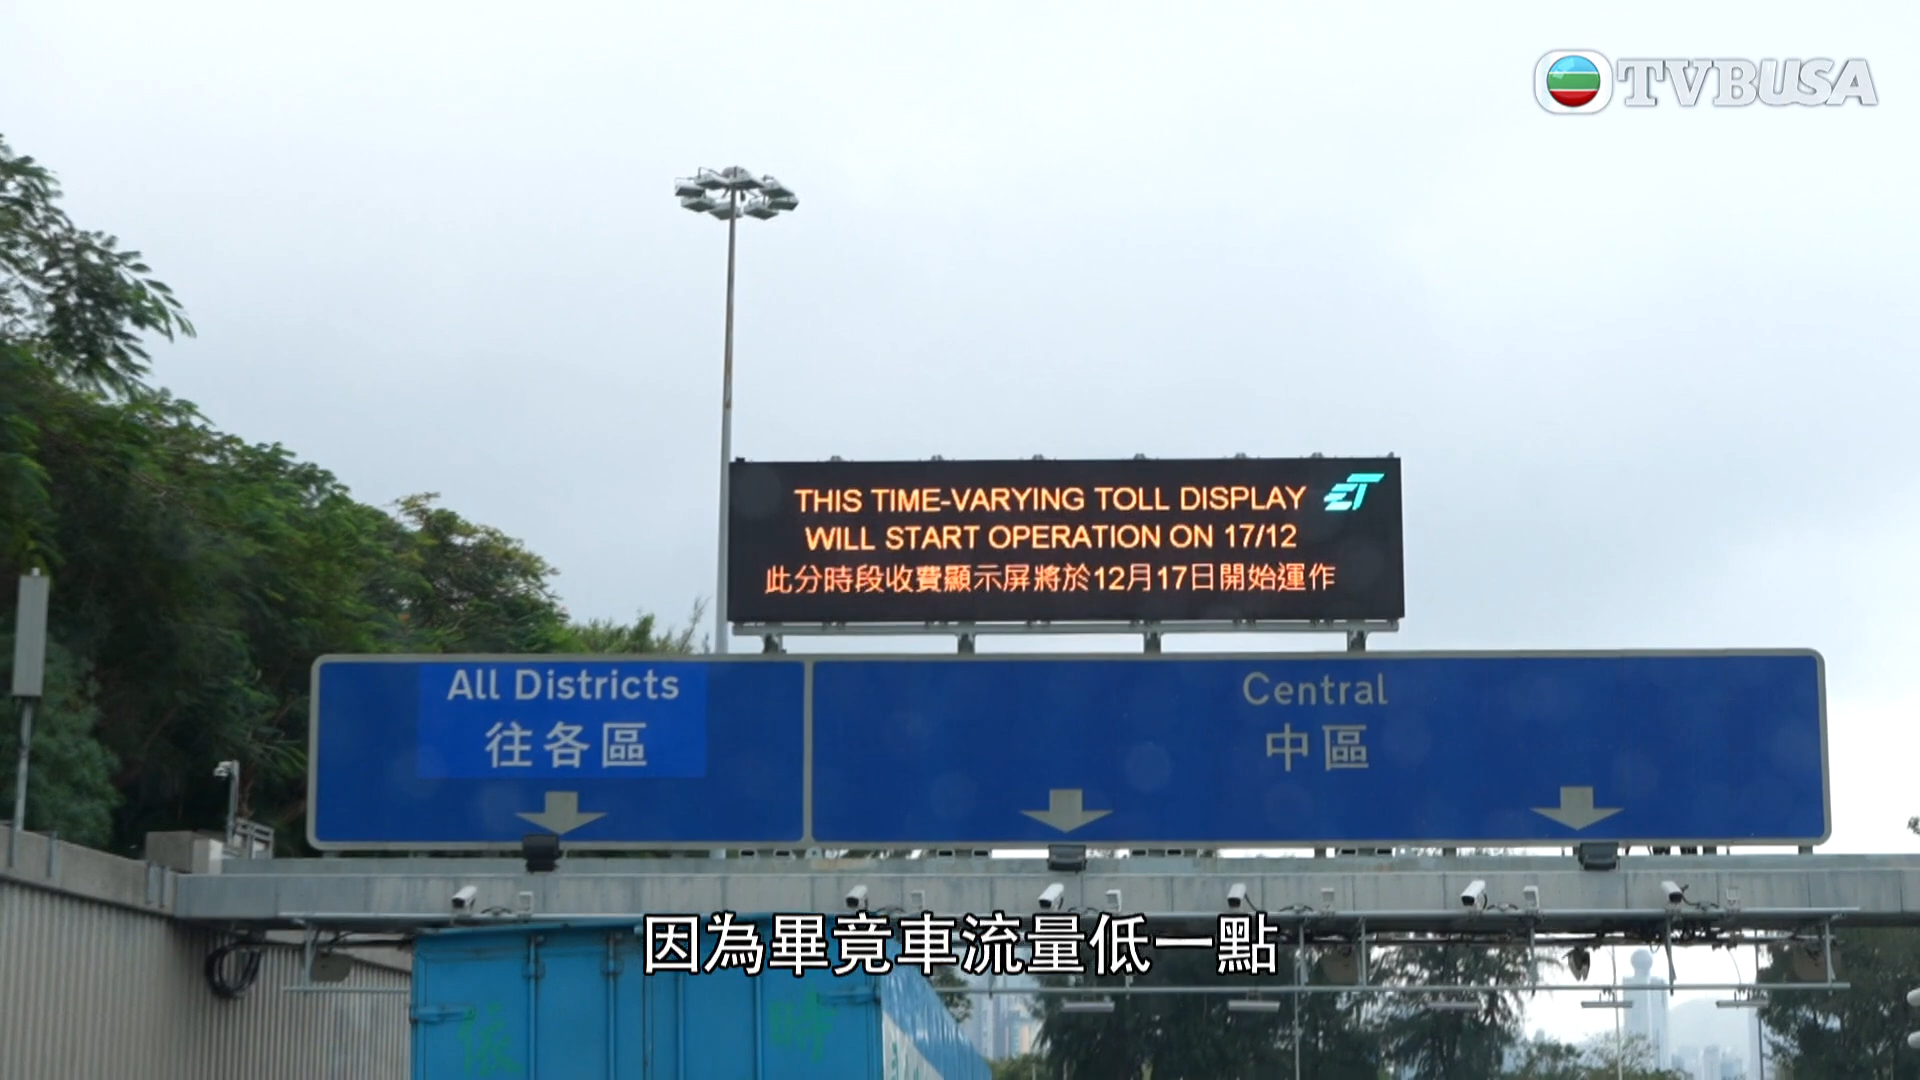 TVBUSA
THIS TIME-VARYING TOLL DISPLAY
WILL START OPERATION ON 17/12
此分時段收費顯示屏將於12月17日開始運作
All Districts
往各區
Central
中區
因為畢竟車流量低一點